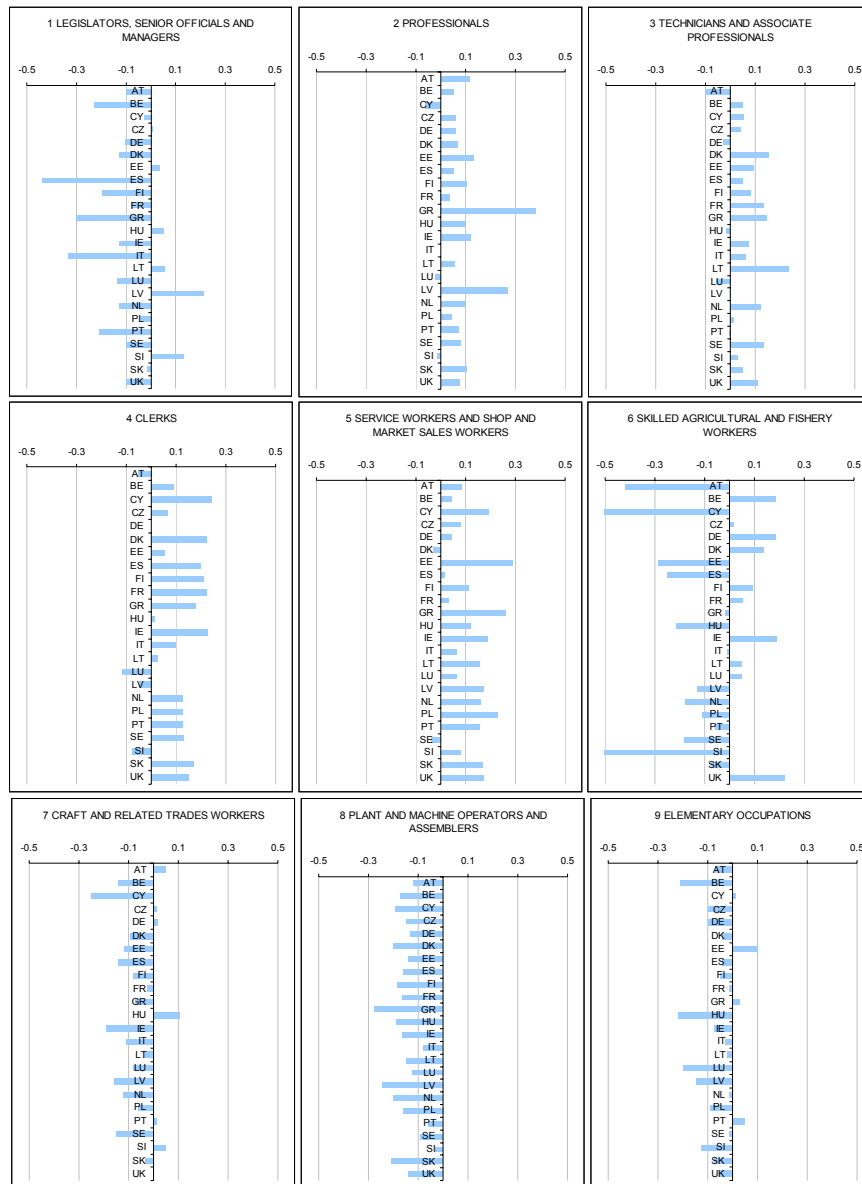 1 LEGISLATORS, SENIOR OFFICIALS AND
MANAGERS
-0.5 -0.3 -0.1 0.1 0.3 0.5
AT
BE
CY
CZ
DE
DK
EE
ES
FI
FR
GR
HU
IE
IT
LT
LU
LV
NL
PL
PT
SE
SI
SK
UK
2 PROFESSIONALS
-0.5 -0.3 -0.1 0.1 0.3 0.5
AT
BE
CY
CZ
DE
DK
EE
ES
FI
FR
GR
HU
IE
IT
LT
LU
LV
NL
PL
PT
SE
SI
SK
UK
3 TECHNICIANS AND ASSOCIATE
PROFESSIONALS
-0.5 -0.3 -0.1 0.1 0.3 0.5
AT
BE
CY
CZ
DE
DK
EE
ES
FI
FR
GR
HU
IE
IT
LT
LU
LV
NL
PL
PT
SE
SI
SK
UK
4 CLERKS
-0.5 -0.3 -0.1 0.1 0.3 0.5
AT
BE
CY
CZ
DE
DK
EE
ES
FI
FR
GR
HU
IE
IT
LT
LU
LV
NL
PL
PT
SE
SI
SK
UK
5 SERVICE WORKERS AND SHOP AND
MARKET SALES WORKERS
-0.5 -0.3 -0.1 0.1 0.3 0.5
AT
BE
CY
CZ
DE
DK
EE
ES
FI
FR
GR
HU
IE
IT
LT
LU
LV
NL
PL
PT
SE
SI
SK
UK
6 SKILLED AGRICULTURAL AND FISHERY
WORKERS
-0.5 -0.3 -0.1 0.1 0.3 0.5
AT
BE
CY
CZ
DE
DK
EE
ES
FI
FR
GR
HU
IE
IT
LT
LU
LV
NL
PL
PT
SE
SI
SK
UK
7 CRAFT AND RELATED TRADES WORKERS
-0.5 -0.3 -0.1 0.1 0.3 0.5
AT
BE
CY
CZ
DE
DK
EE
ES
FI
FR
GR
HU
IE
IT
LT
LU
LV
NL
PL
PT
SE
SI
SK
UK
8 PLANT AND MACHINE OPERATORS AND
ASSEMBLERS
-0.5 -0.3 -0.1 0.1 0.3 0.5
AT
BE
CY
CZ
DE
DK
EE
ES
FI
FR
GR
HU
IE
IT
LT
LU
LV
NL
PL
PT
SE
SI
SK
UK
9 ELEMENTARY OCCUPATIONS
-0.5 -0.3 -0.1 0.1 0.3 0.5
AT
BE
CY
CZ
DE
DK
EE
ES
FI
FR
GR
HU
IE
IT
LT
LU
LV
NL
PL
PT
SE
SI
SK
UK